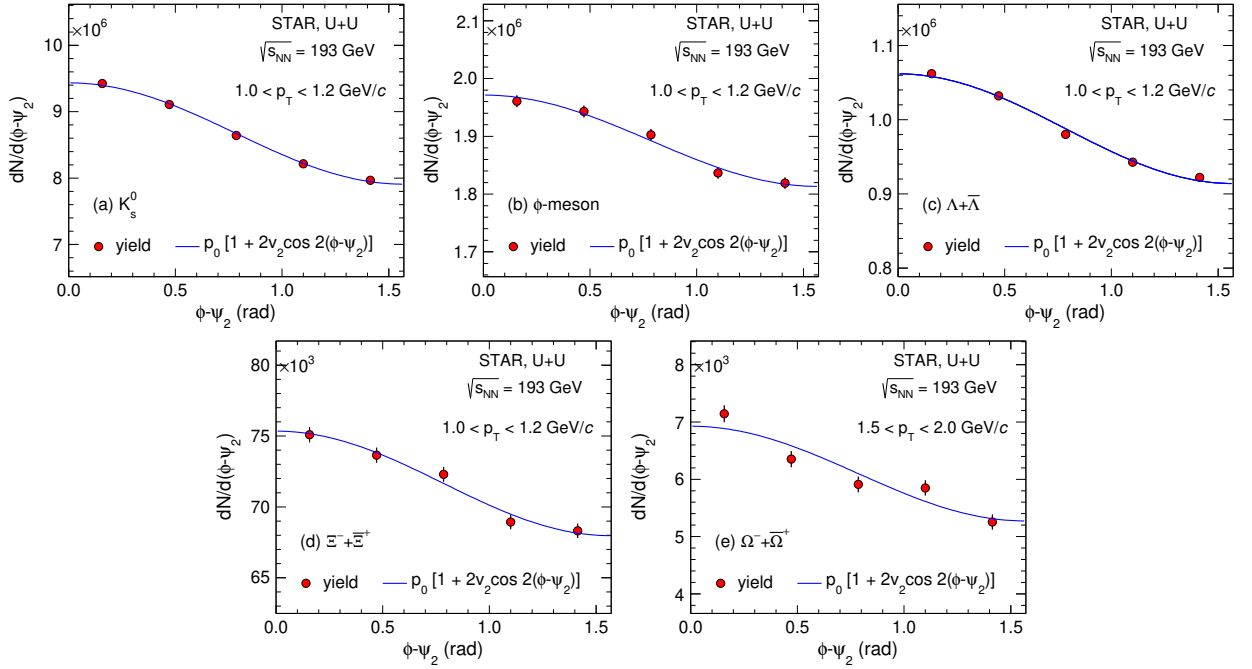 ×10⁶
STAR, U+U
√s_NN = 193 GeV
1.0 < p_T < 1.2 GeV/c
dN/d(ϕ-ψ₂)
10
9
8
7
6
(a) K_s^0
yield
p₀ [1 + 2v₂cos 2(ϕ-ψ₂)]
0.0 0.5 1.0 1.5
ϕ-ψ₂ (rad)
×10⁶
STAR, U+U
√s_NN = 193 GeV
1.0 < p_T < 1.2 GeV/c
dN/d(ϕ-ψ₂)
2.1
2.0
1.9
1.8
1.7
(b) ϕ-meson
yield
p₀ [1 + 2v₂cos 2(ϕ-ψ₂)]
0.0 0.5 1.0 1.5
ϕ-ψ₂ (rad)
×10⁶
STAR, U+U
√s_NN = 193 GeV
1.0 < p_T < 1.2 GeV/c
dN/d(ϕ-ψ₂)
1.1
1.0
0.9
0.8
(c) Λ+Λ̅
yield
p₀ [1 + 2v₂cos 2(ϕ-ψ₂)]
0.0 0.5 1.0 1.5
ϕ-ψ₂ (rad)
×10³
STAR, U+U
√s_NN = 193 GeV
1.0 < p_T < 1.2 GeV/c
dN/d(ϕ-ψ₂)
80
75
70
65
(d) Ξ⁻+Ξ̅⁺
yield
p₀ [1 + 2v₂cos 2(ϕ-ψ₂)]
0.0 0.5 1.0 1.5
ϕ-ψ₂ (rad)
×10³
STAR, U+U
√s_NN = 193 GeV
1.5 < p_T < 2.0 GeV/c
dN/d(ϕ-ψ₂)
8
7
6
5
4
(e) Ω⁻+Ω̅⁺
yield
p₀ [1 + 2v₂cos 2(ϕ-ψ₂)]
0.0 0.5 1.0 1.5
ϕ-ψ₂ (rad)